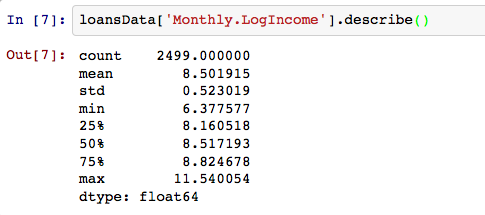 In [7]: loansData['Monthly.LogIncome'].describe()
Out[7]: count    2499.000000
mean        8.501915
std         0.523019
min         6.377577
25%         8.160518
50%         8.517193
75%         8.824678
max        11.540054
dtype: float64